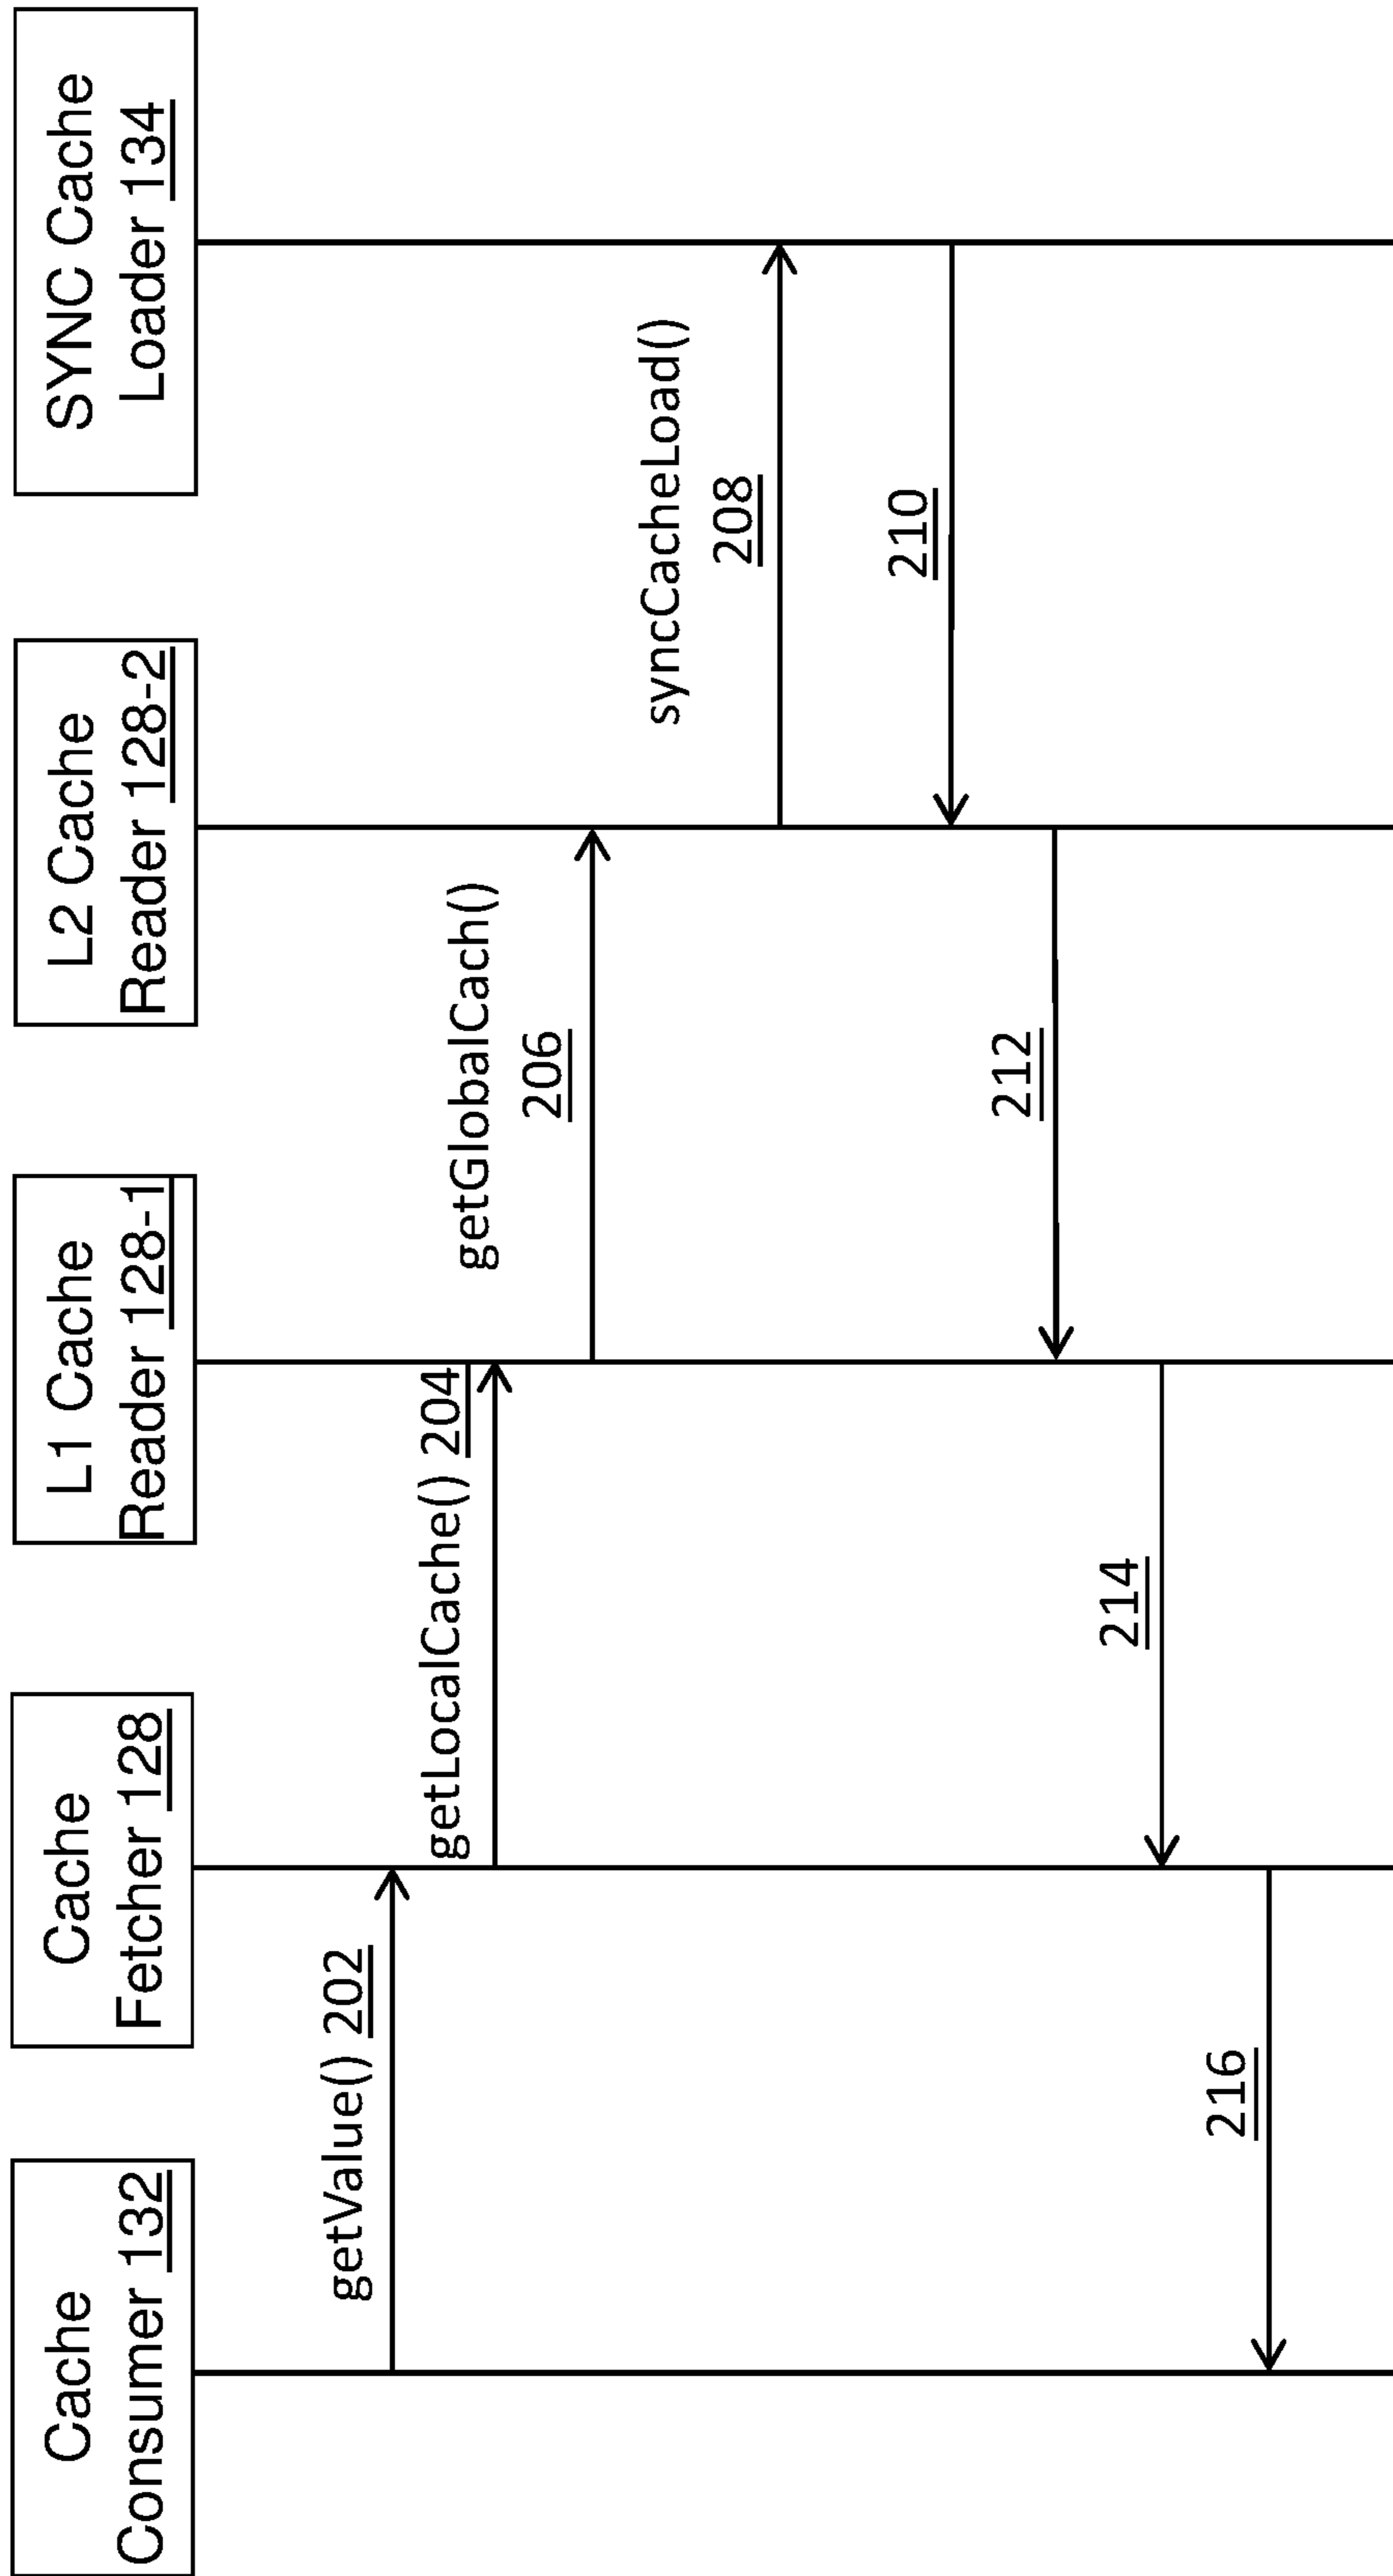 Cache
Consumer 132
Cache
Fetcher 128
L1 Cache
Reader 128-1
L2 Cache
Reader 128-2
SYNC Cache
Loader 134
getValue() 202
getLocalCache() 204
getGlobalCach()
206
syncCacheLoad()
208
210
212
214
216